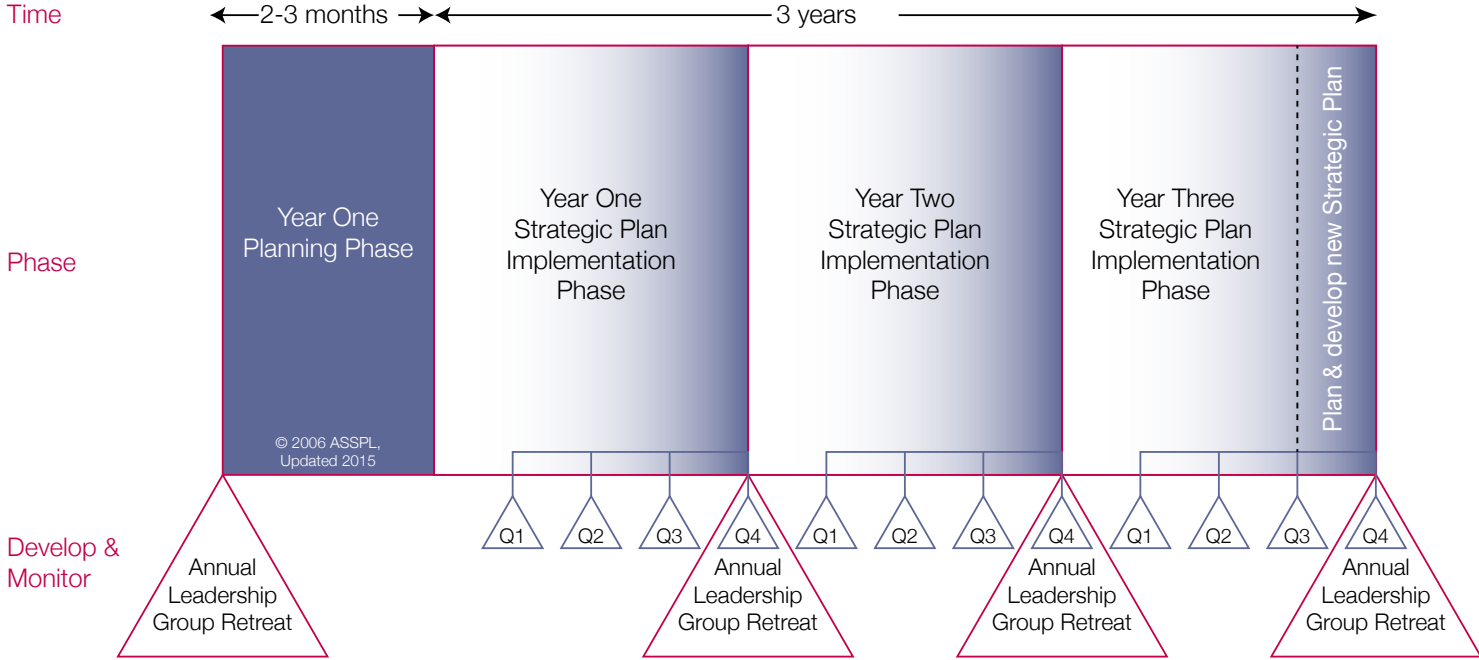 Time
2-3 months
3 years
Phase
Year One
Planning Phase
© 2006 ASSPL,
Updated 2015
Year One
Strategic Plan
Implementation
Phase
Year Two
Strategic Plan
Implementation
Phase
Year Three
Strategic Plan
Implementation
Phase
Plan & develop new Strategic Plan
Develop &
Monitor
Annual
Leadership
Group Retreat
Q1
Q2
Q3
Q4
Annual
Leadership
Group Retreat
Q1
Q2
Q3
Q4
Annual
Leadership
Group Retreat
Q1
Q2
Q3
Q4
Annual
Leadership
Group Retreat